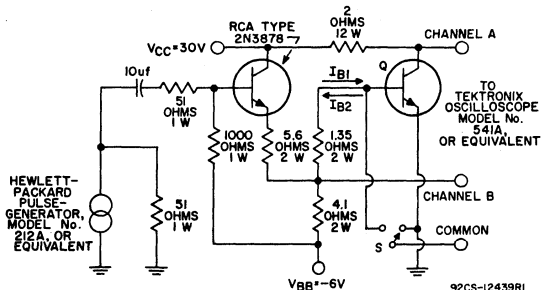 RCA TYPE
2N3878
VCC=30V
2
OHMS
12 W
CHANNEL A
10uf
51
OHMS
1 W
Q
IB1
IB2
TO
TEKTRONIX
OSCILLOSCOPE
MODEL No.
541A,
OR EQUIVALENT
1000
OHMS
1 W
5.6
OHMS
2 W
1.35
OHMS
2 W
HEWLETT-
PACKARD
PULSE-
GENERATOR,
MODEL No.
212A, OR
EQUIVALENT
51
OHMS
1 W
CHANNEL B
4.1
OHMS
2W
S
COMMON
VBB=-6V
92CS-12439R1